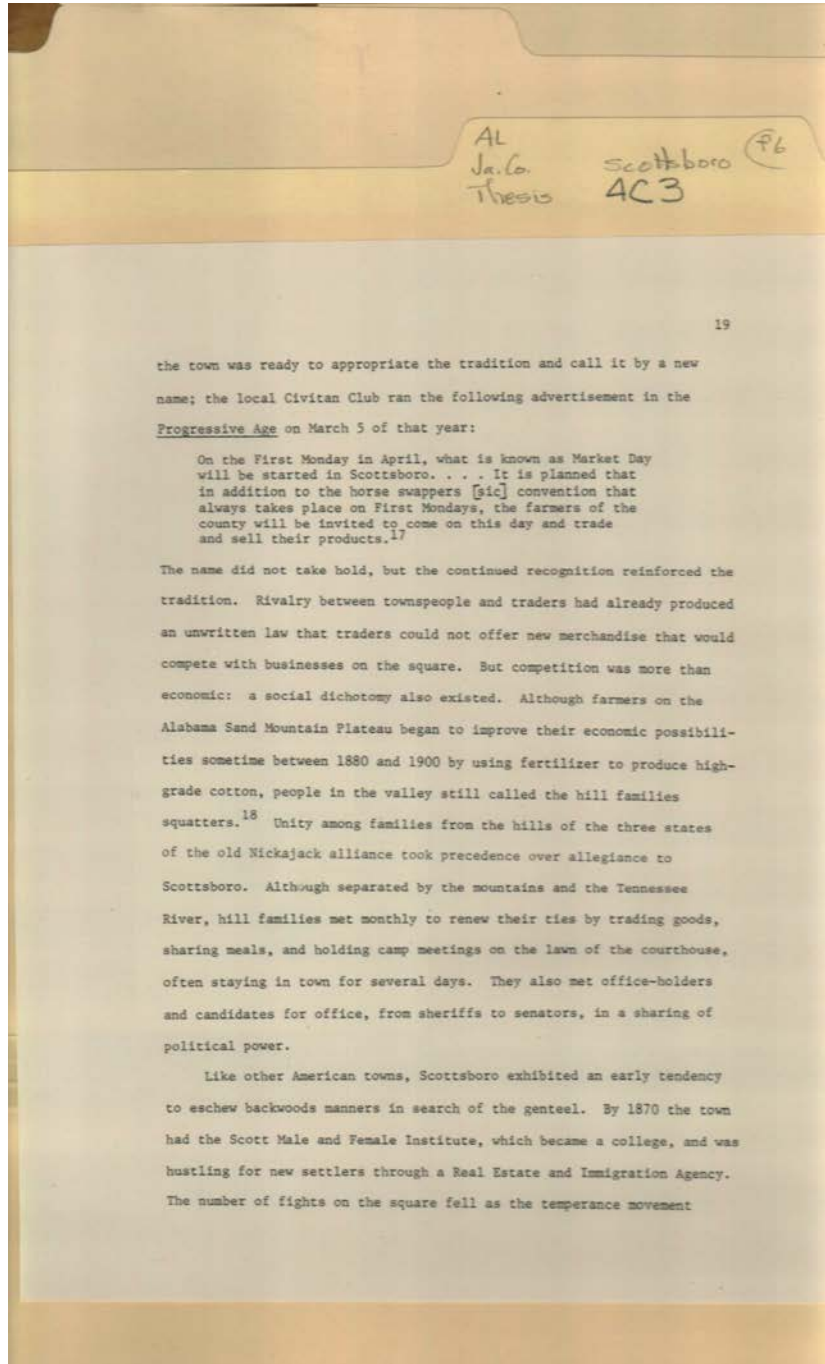 AL
Ja. Co. Scottsboro P6
Thesis 4C3
19
the town was ready to appropriate the tradition and call it by a new
name; the local Civitan Club ran the following advertisement in the
Progressive Age on March 5 of that year:
On the First Monday in April, what is known as Market Day
will be started in Scottsboro. . . . It is planned that
in addition to the horse swappers [sic] convention that
always takes place on First Mondays, the farmers of the
county will be invited to come on this day and trade
and sell their products.17
The name did not take hold, but the continued recognition reinforced the
tradition. Rivalry between townspeople and traders had already produced
an unwritten law that traders could not offer new merchandise that would
compete with businesses on the square. But competition was more than
economic: a social dichotomy also existed. Although farmers on the
Alabama Sand Mountain Plateau began to improve their economic possibili-
ties sometime between 1880 and 1900 by using fertilizer to produce high-
grade cotton, people in the valley still called the hill families
squatters.18 Unity among families from the hills of the three states
of the old Nickajack alliance took precedence over allegiance to
Scottsboro. Although separated by the mountains and the Tennessee
River, hill families met monthly to renew their ties by trading goods,
sharing meals, and holding camp meetings on the lawn of the courthouse,
often staying in town for several days. They also met office-holders
and candidates for office, from sheriffs to senators, in a sharing of
political power.
Like other American towns, Scottsboro exhibited an early tendency
to eschew backwoods manners in search of the genteel. By 1870 the town
had the Scott Male and Female Institute, which became a college, and was
hustling for new settlers through a Real Estate and Immigration Agency.
The number of fights on the square fell as the temperance movement